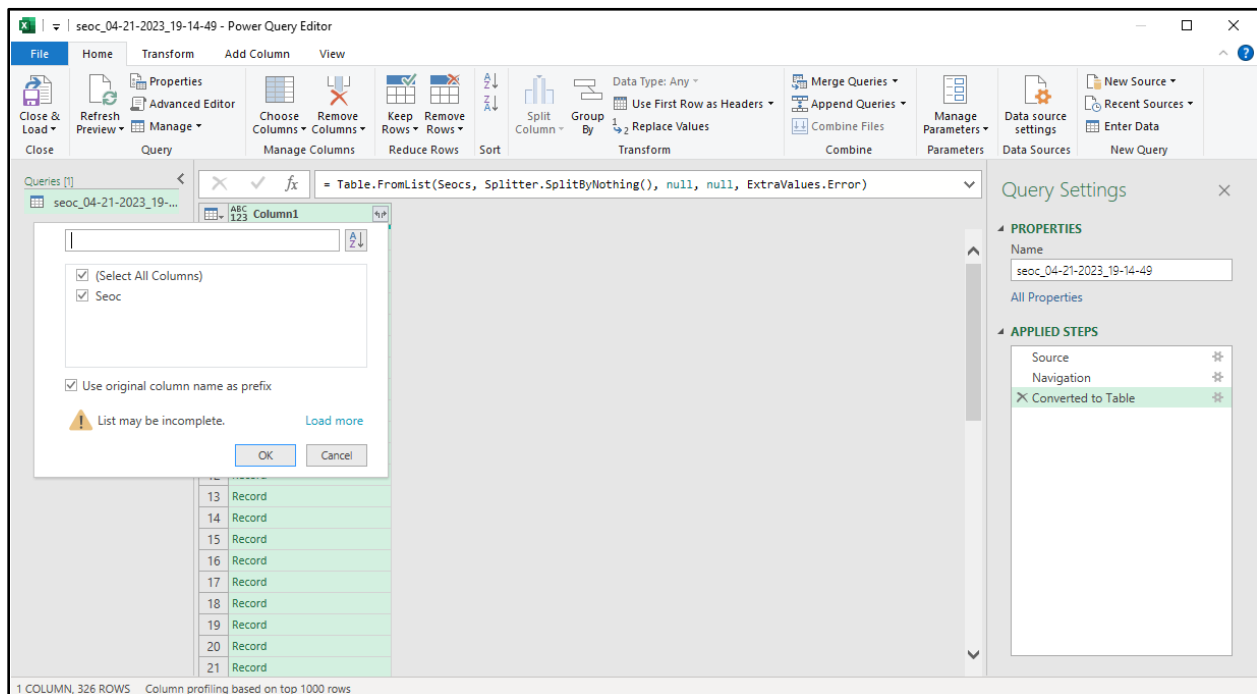 seoc_04-21-2023_19-14-49 - Power Query Editor
File Home Transform Add Column View
Close & Load
Close
Refresh Preview
Properties
Advanced Editor
Manage
Query
Choose Columns
Remove Columns
Manage Columns
Keep Rows
Remove Rows
Reduce Rows
Sort
Split Column
Group By
Data Type: Any
Use First Row as Headers
1 2 Replace Values
Transform
Merge Queries
Append Queries
Combine Files
Combine
Manage Parameters
Parameters
Data source settings
Data Sources
New Source
Recent Sources
Enter Data
New Query
Queries [1]
seoc_04-21-2023_19-...
fx = Table.FromList(Seocs, Splitter.SplitByNothing(), null, null, ExtraValues.Error)
ABC 123 Column1
(Select All Columns)
Seoc
Use original column name as prefix
List may be incomplete. Load more
OK Cancel
13 Record
14 Record
15 Record
16 Record
17 Record
18 Record
19 Record
20 Record
21 Record
Query Settings
PROPERTIES
Name
seoc_04-21-2023_19-14-49
All Properties
APPLIED STEPS
Source
Navigation
Converted to Table
1 COLUMN, 326 ROWS Column profiling based on top 1000 rows